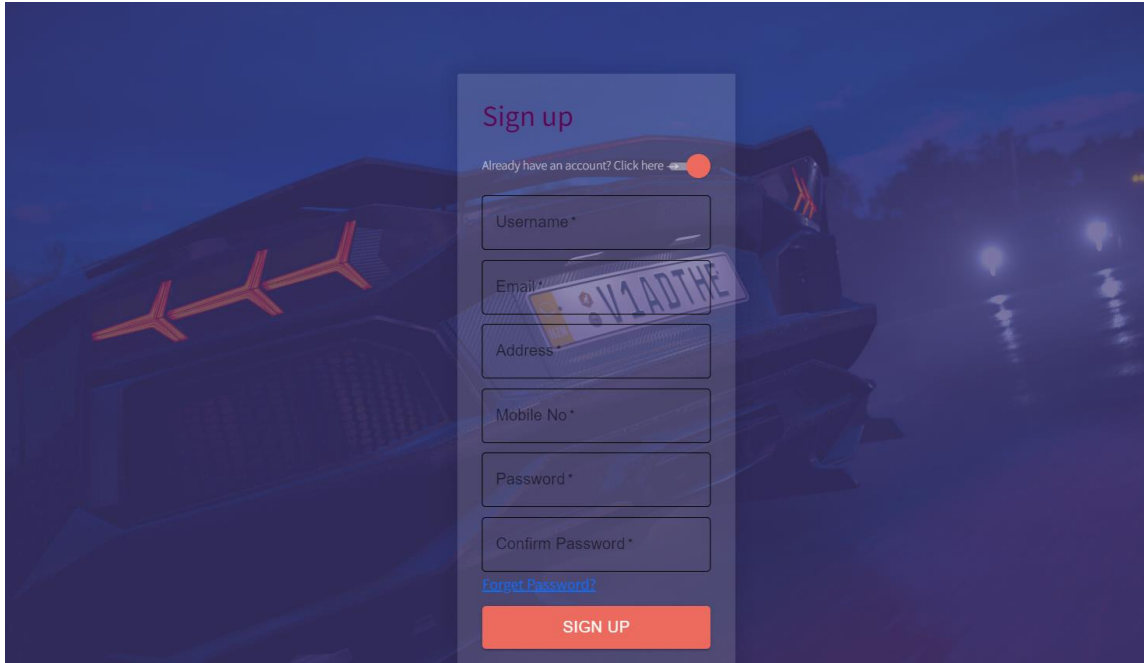 Sign up
Already have an account? Click here
Username *
Email *
V1ADTHE
Address *
Mobile No *
Password *
Confirm Password *
Forget Password?
SIGN UP